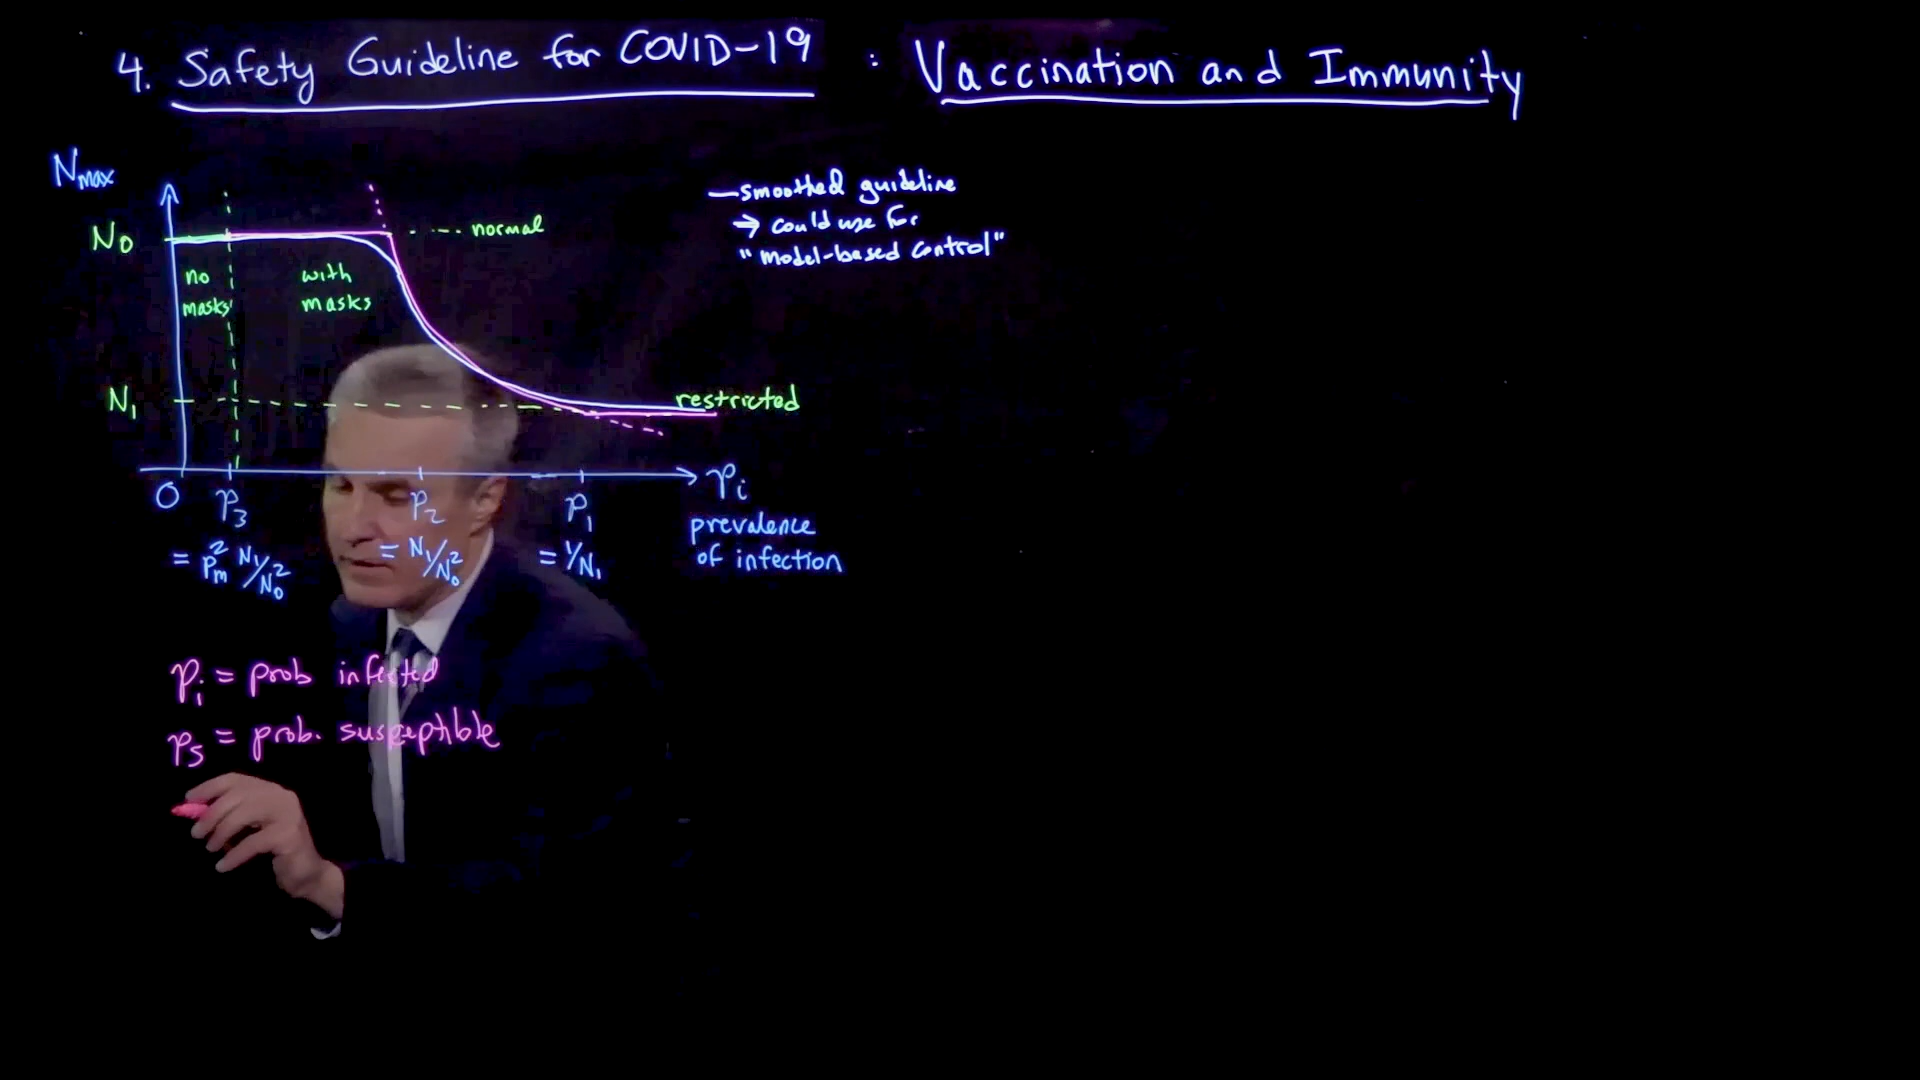 4. Safety Guideline for COVID-19 : Vaccination and Immunity
Nmax
N0
normal
no
masks
with
masks
N1
restricted
— smoothed guideline
→ could use for
"model-based control"
0 p3 p2 p1 pi
= pm² N1/N0² = N1/N0² = 1/N1
prevalence
of infection
pi = prob infected
ps = prob. susceptible